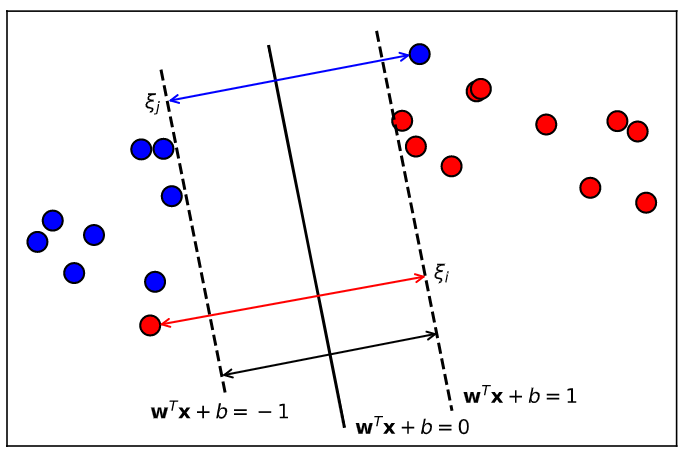 ξⱼ
ξᵢ
𝐰ᵀ𝐱 + b = −1
𝐰ᵀ𝐱 + b = 1
𝐰ᵀ𝐱 + b = 0